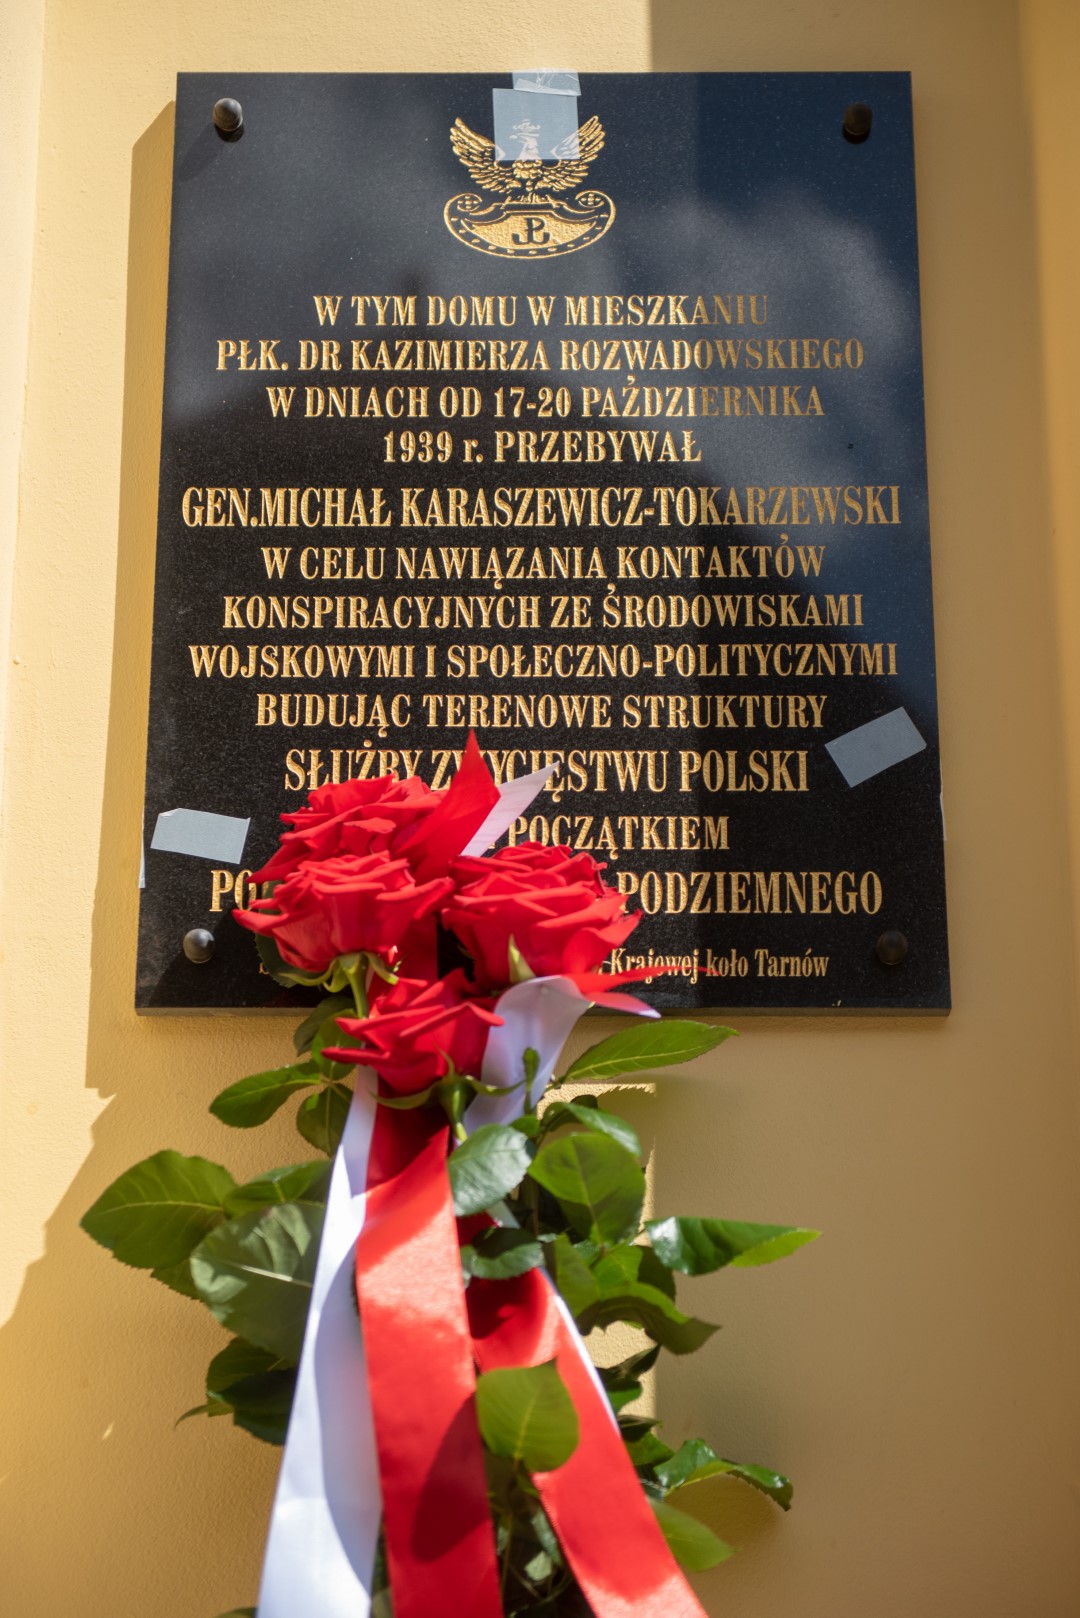 W TYM DOMU W MIESZKANIU
PŁK. DR KAZIMIERZA ROZWADOWSKIEGO
W DNIACH OD 17-20 PAŹDZIERNIKA
1939 r. PRZEBYWAŁ
GEN.MICHAŁ KARASZEWICZ-TOKARZEWSKI
W CELU NAWIĄZANIA KONTAKTÓW
KONSPIRACYJNYCH ZE ŚRODOWISKAMI
WOJSKOWYMI I SPOŁECZNO-POLITYCZNYMI
BUDUJĄC TERENOWE STRUKTURY
SŁUŻBY ZWYCIĘSTWU POLSKI
POCZĄTKIEM
PODZIEMNEGO
Krajowej koło Tarnów